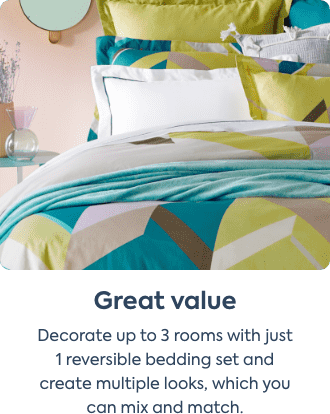 Great value
Decorate up to 3 rooms with just
1 reversible bedding set and
create multiple looks, which you
can mix and match.